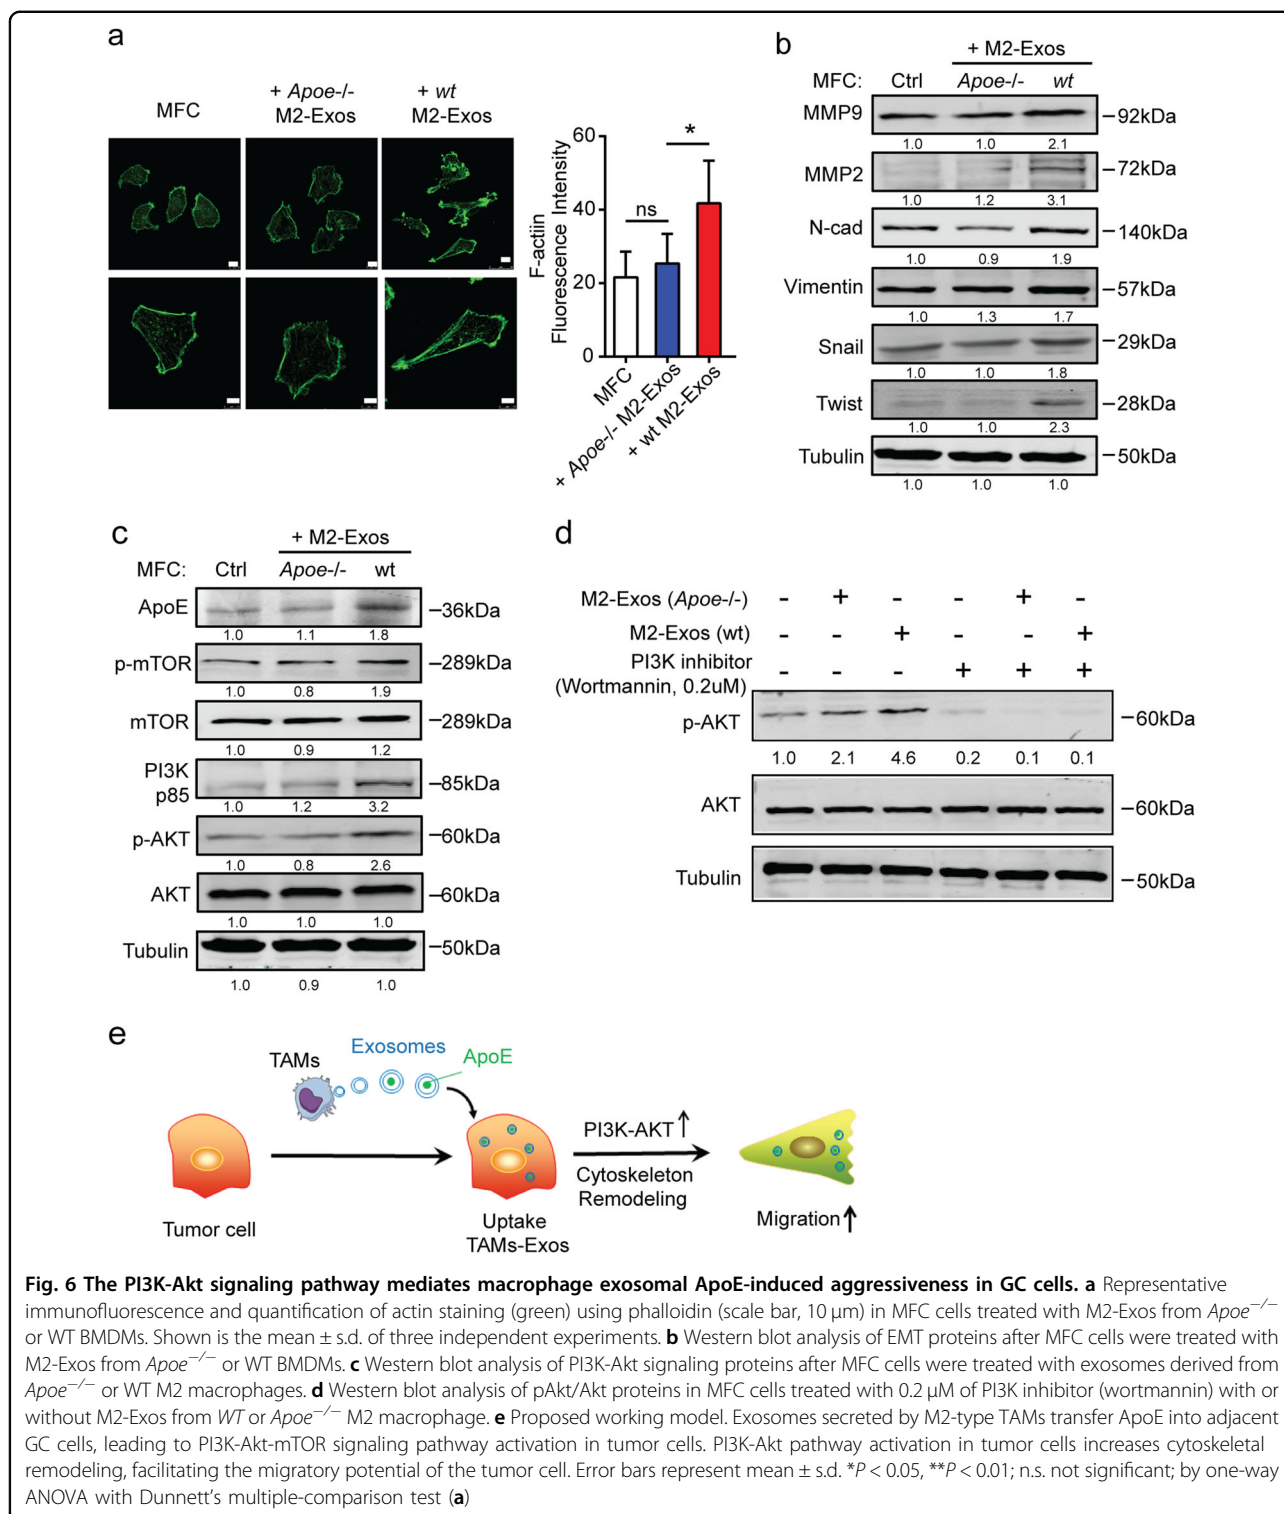 a
MFC
+ Apoe-/-
M2-Exos
+ wt
M2-Exos
F-actiin
Fluorescence Intensity
60
40
20
0
ns
*
MFC
+ Apoe-/- M2-Exos
+ wt M2-Exos
b
+ M2-Exos
MFC: Ctrl Apoe-/- wt
MMP9 –92kDa
1.0 1.0 2.1
MMP2 –72kDa
1.0 1.2 3.1
N-cad –140kDa
1.0 0.9 1.9
Vimentin –57kDa
1.0 1.3 1.7
Snail –29kDa
1.0 1.0 1.8
Twist –28kDa
1.0 1.0 2.3
Tubulin –50kDa
1.0 1.0 1.0
c
+ M2-Exos
MFC: Ctrl Apoe-/- wt
ApoE –36kDa
1.0 1.1 1.8
p-mTOR –289kDa
1.0 0.8 1.9
mTOR –289kDa
1.0 0.9 1.2
PI3K
p85 –85kDa
1.0 1.2 3.2
p-AKT –60kDa
1.0 0.8 2.6
AKT –60kDa
1.0 1.0 1.0
Tubulin –50kDa
1.0 0.9 1.0
d
M2-Exos (Apoe-/-) - + - - + -
M2-Exos (wt) - - + - - +
PI3K inhibitor
(Wortmannin, 0.2uM) - - - + + +
p-AKT –60kDa
1.0 2.1 4.6 0.2 0.1 0.1
AKT –60kDa
Tubulin –50kDa
e
TAMs
Exosomes
ApoE
Tumor cell
Uptake
TAMs-Exos
PI3K-AKT↑
Cytoskeleton
Remodeling
Migration↑
Fig. 6 The PI3K-Akt signaling pathway mediates macrophage exosomal ApoE-induced aggressiveness in GC cells. a Representative
immunofluorescence and quantification of actin staining (green) using phalloidin (scale bar, 10 μm) in MFC cells treated with M2-Exos from Apoe−/−
or WT BMDMs. Shown is the mean ± s.d. of three independent experiments. b Western blot analysis of EMT proteins after MFC cells were treated with
M2-Exos from Apoe−/− or WT BMDMs. c Western blot analysis of PI3K-Akt signaling proteins after MFC cells were treated with exosomes derived from
Apoe−/− or WT M2 macrophages. d Western blot analysis of pAkt/Akt proteins in MFC cells treated with 0.2 μM of PI3K inhibitor (wortmannin) with or
without M2-Exos from WT or Apoe−/− M2 macrophage. e Proposed working model. Exosomes secreted by M2-type TAMs transfer ApoE into adjacent
GC cells, leading to PI3K-Akt-mTOR signaling pathway activation in tumor cells. PI3K-Akt pathway activation in tumor cells increases cytoskeletal
remodeling, facilitating the migratory potential of the tumor cell. Error bars represent mean ± s.d. *P < 0.05, **P < 0.01; n.s. not significant; by one-way
ANOVA with Dunnett’s multiple-comparison test (a)